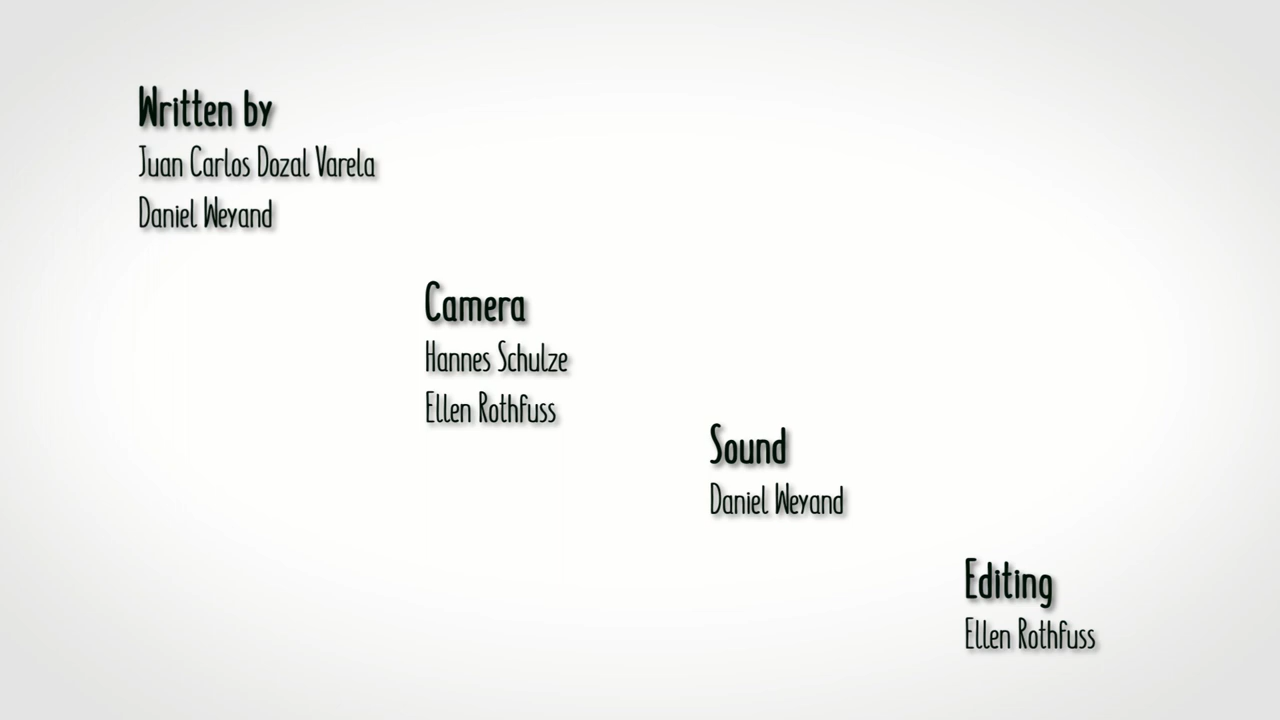 Written by
Juan Carlos Dozal Varela
Daniel Weyand
Camera
Hannes Schulze
Ellen Rothfuss
Sound
Daniel Weyand
Editing
Ellen Rothfuss